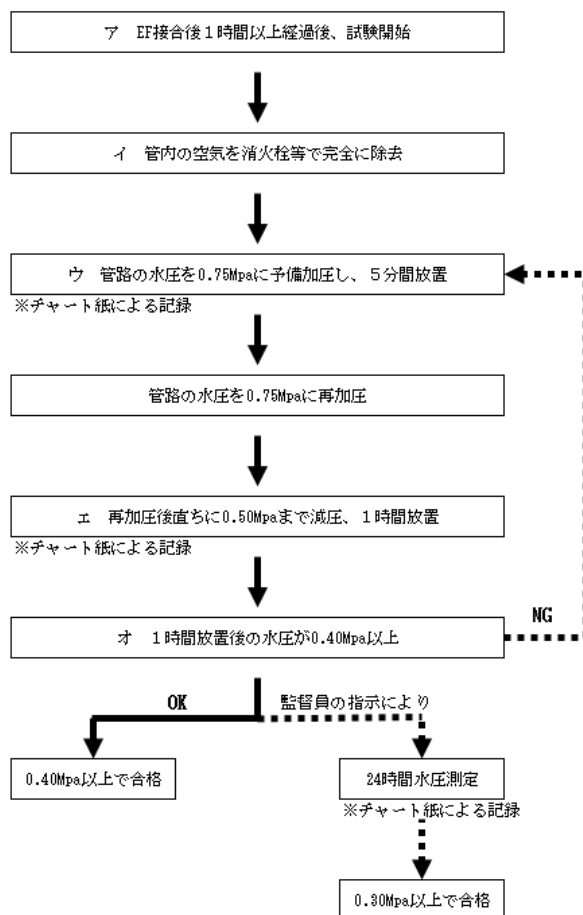 ア EF接合後１時間以上経過後、試験開始
イ 管内の空気を消火栓等で完全に除去
ウ 管路の水圧を0.75Mpaに予備加圧し、５分間放置
※チャート紙による記録
管路の水圧を0.75Mpaに再加圧
エ 再加圧後直ちに0.50Mpaまで減圧、１時間放置
※チャート紙による記録
オ １時間放置後の水圧が0.40Mpa以上
NG
OK
監督員の指示により
0.40Mpa以上で合格
24時間水圧測定
※チャート紙による記録
0.30Mpa以上で合格